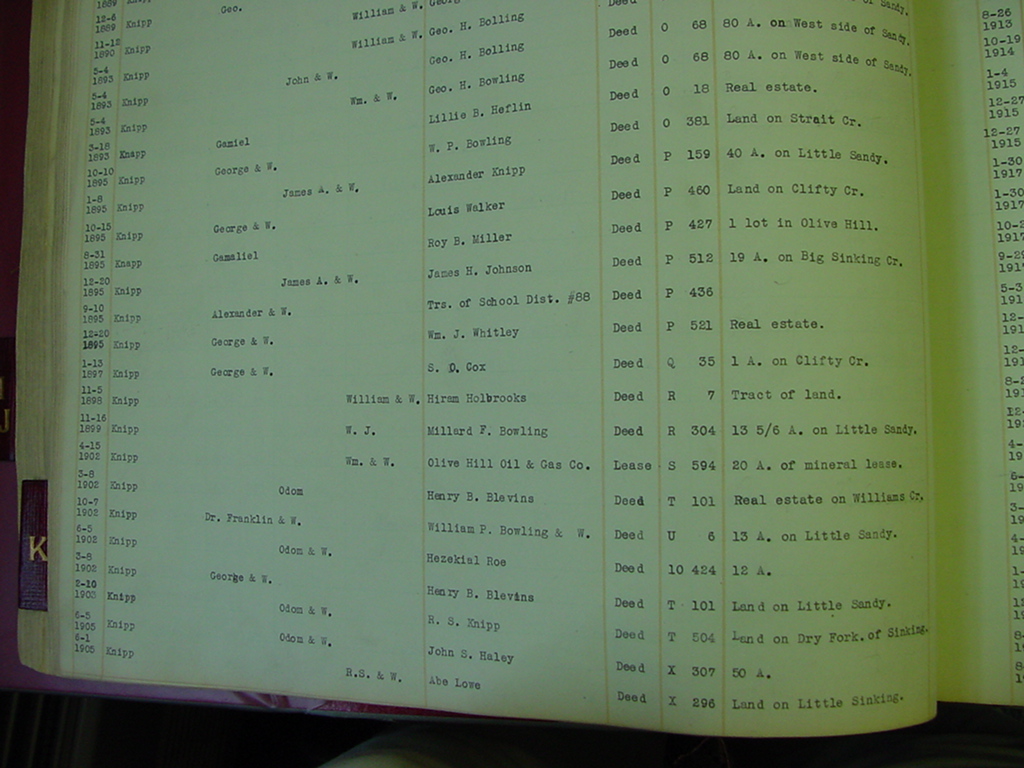 1889 Knipp Geo.
12-6 1889 Knipp
11-12 1890 Knipp William & W. Georg
5-4 1893 Knipp William & W. Geo. H. Bolling Deed of Sandy.
5-4 1893 Knipp John & W. Geo. H. Bolling Deed O 68 80 A. on West side of Sandy.
5-4 1893 Knipp Wm. & W. Geo. H. Bowling Deed O 68 80 A. on West side of Sandy.
3-18 1893 Knapp Gamiel Lillie B. Heflin Deed O 18 Real estate.
10-10 1895 Knipp George & W. W. P. Bowling Deed O 381 Land on Strait Cr.
1-8 1895 Knipp James A. & W. Alexander Knipp Deed P 159 40 A. on Little Sandy.
10-15 1895 Knipp George & W. Louis Walker Deed P 460 Land on Clifty Cr.
8-31 1895 Knapp Gamaliel Roy B. Miller Deed P 427 1 lot in Olive Hill.
12-20 1895 Knipp James A. & W. James H. Johnson Deed P 512 19 A. on Big Sinking Cr.
9-10 1895 Knipp Alexander & W. Trs. of School Dist. #88 Deed P 436
12-20 1895 Knipp George & W. Wm. J. Whitley Deed P 521 Real estate.
1-13 1897 Knipp George & W. S. O. Cox Deed Q 35 1 A. on Clifty Cr.
11-5 1898 Knipp William & W. Hiram Holbrooks Deed R 7 Tract of land.
11-16 1899 Knipp W. J. Millard F. Bowling Deed R 304 13 5/6 A. on Little Sandy.
4-15 1902 Knipp Wm. & W. Olive Hill Oil & Gas Co. Lease S 594 20 A. of mineral lease.
3-8 1902 Knipp Odom Henry B. Blevins Deed T 101 Real estate on Williams Cr.
10-7 1902 Knipp Dr. Franklin & W. William P. Bowling & W. Deed U 6 13 A. on Little Sandy.
6-5 1902 Knipp Odom & W. Hezekial Roe Deed 10 424 12 A.
3-8 1902 Knipp George & W. Henry B. Blevins Deed T 101 Land on Little Sandy.
2-10 1903 Knipp Odom & W. R. S. Knipp Deed T 504 Land on Dry Fork. of Sinking.
6-5 1905 Knipp Odom & W. John S. Haley Deed X 307 50 A.
6-1 1905 Knipp R.S. & W. Abe Lowe Deed X 296 Land on Little Sinking.
J
K
8-26
1913
10-19
1914
1-4
1915
12-27
1915
12-27
1915
1-30
1917
1-30
1917